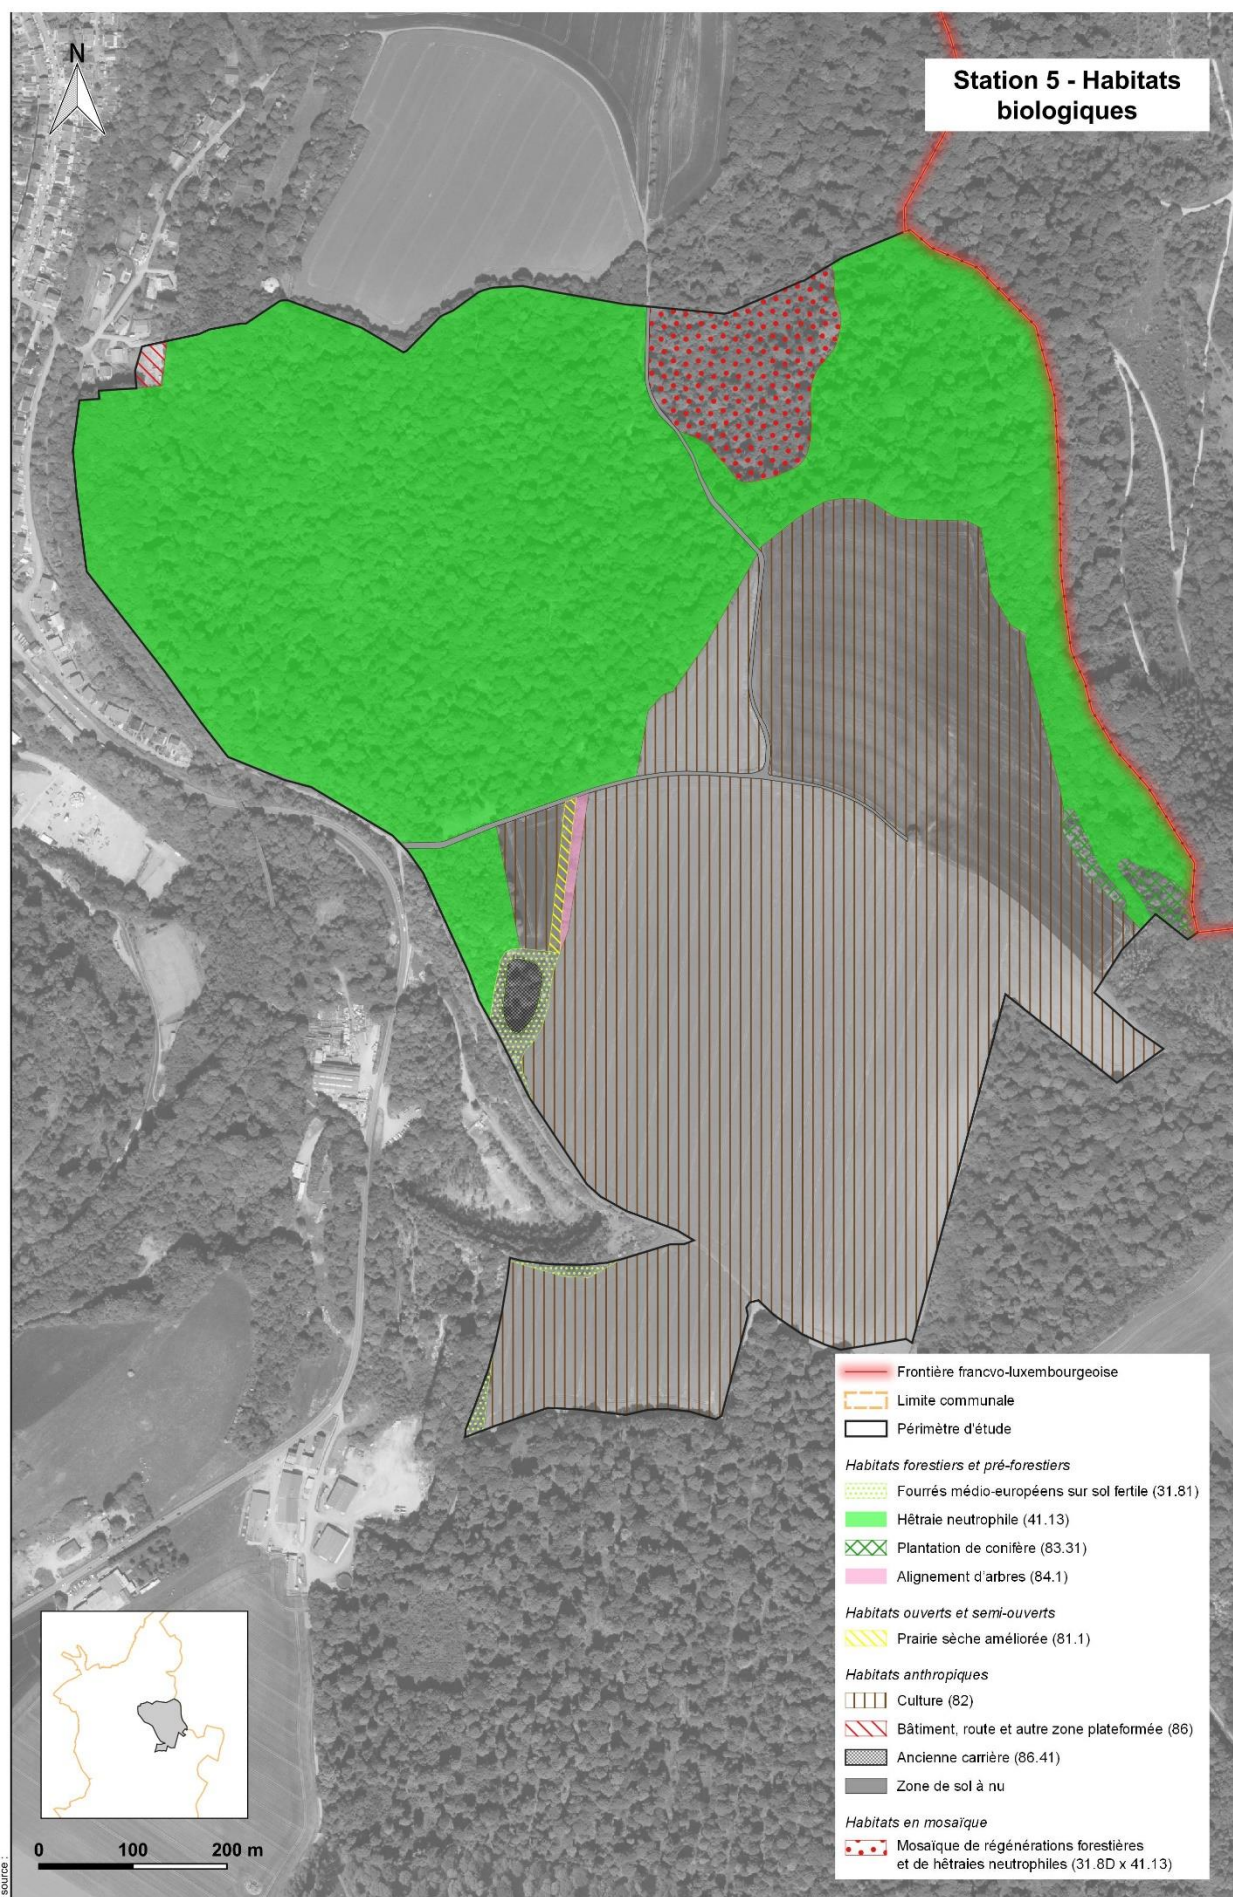 N
Station 5 - Habitats
biologiques
Frontière francvo-luxembourgeoise
Limite communale
Périmètre d'étude
Habitats forestiers et pré-forestiers
Fourrés médio-européens sur sol fertile (31.81)
Hêtraie neutrophile (41.13)
Plantation de conifère (83.31)
Alignement d'arbres (84.1)
Habitats ouverts et semi-ouverts
Prairie sèche améliorée (81.1)
Habitats anthropiques
Culture (82)
Bâtiment, route et autre zone plateformée (86)
Ancienne carrière (86.41)
Zone de sol à nu
Habitats en mosaïque
Mosaïque de régénérations forestières
et de hêtraies neutrophiles (31.8D x 41.13)
0 100 200 m
source :